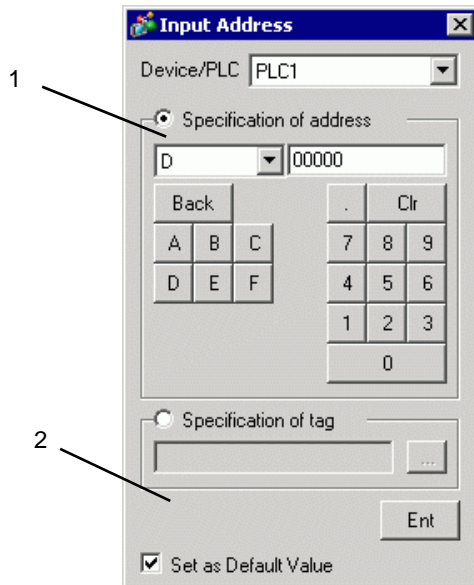 Input Address
Device/PLC PLC1
1
Specification of address
D 00000
Back . Clr
A B C 7 8 9
D E F 4 5 6
1 2 3
0
Specification of tag
2
...
Ent
Set as Default Value